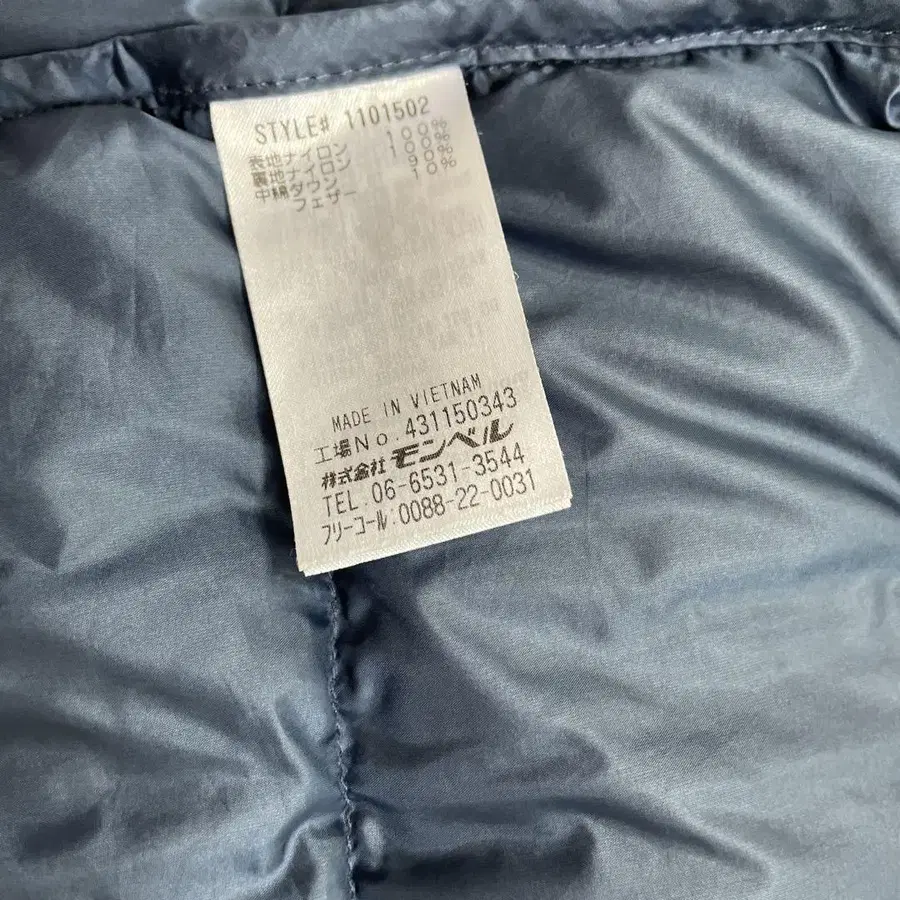 STYLE# 1101502
表地ナイロン 100%
裏地ナイロン 100%
中綿ダウン 90%
フェザー 10%
MADE IN VIETNAM
工場No.431150343
株式会社モンベル
TEL.06-6531-3544
フリーコール:0088-22-0031